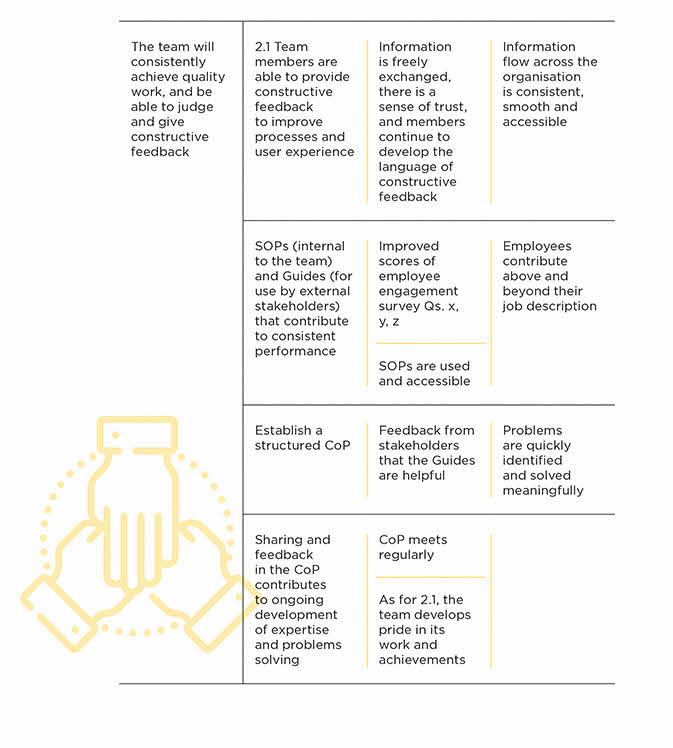 The team will
consistently
achieve quality
work, and be
able to judge
and give
constructive
feedback
2.1 Team
members are
able to provide
constructive
feedback
to improve
processes and
user experience
Information
is freely
exchanged,
there is a
sense of trust,
and members
continue to
develop the
language of
constructive
feedback
Information
flow across the
organisation
is consistent,
smooth and
accessible
SOPs (internal
to the team)
and Guides (for
use by external
stakeholders)
that contribute
to consistent
performance
Improved
scores of
employee
engagement
survey Qs. x,
y, z
SOPs are used
and accessible
Employees
contribute
above and
beyond their
job description
Establish a
structured CoP
Feedback from
stakeholders
that the Guides
are helpful
Problems
are quickly
identified
and solved
meaningfully
Sharing and
feedback
in the CoP
contributes
to ongoing
development
of expertise
and problems
solving
CoP meets
regularly
As for 2.1, the
team develops
pride in its
work and
achievements